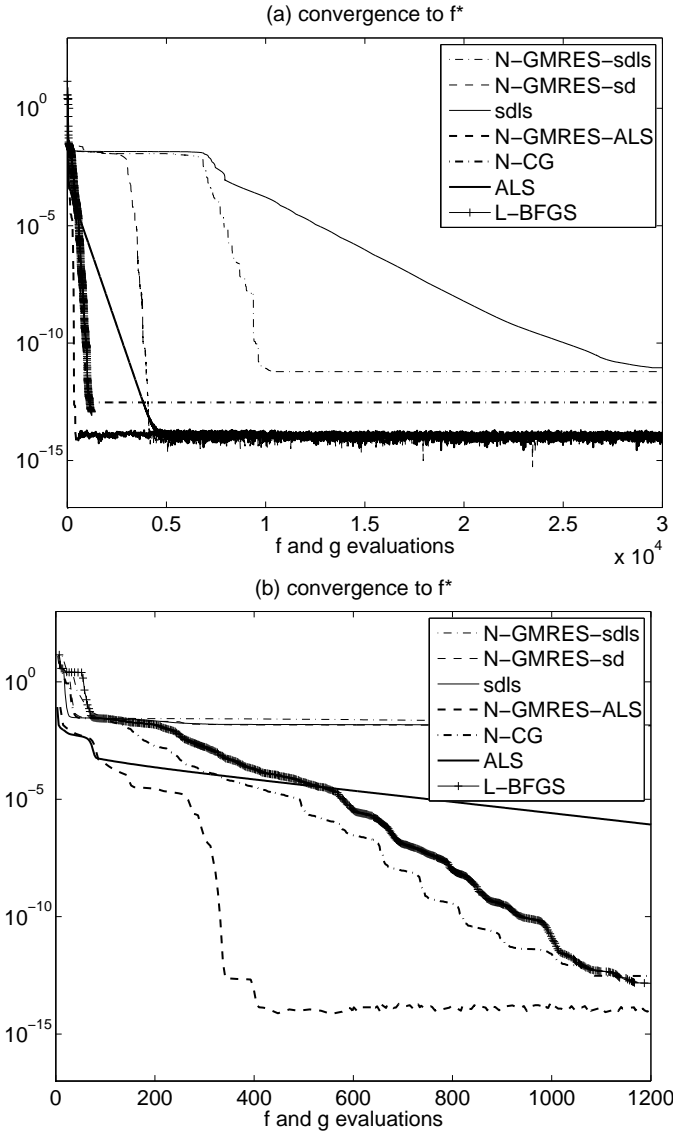 (a) convergence to f*
N−GMRES−sdls
N−GMRES−sd
sdls
N−GMRES−ALS
N−CG
ALS
L−BFGS
10^0
10^−5
10^−10
10^−15
0 0.5 1 1.5 2 2.5 3
f and g evaluations
x 10^4
(b) convergence to f*
N−GMRES−sdls
N−GMRES−sd
sdls
N−GMRES−ALS
N−CG
ALS
L−BFGS
10^0
10^−5
10^−10
10^−15
0 200 400 600 800 1000 1200
f and g evaluations